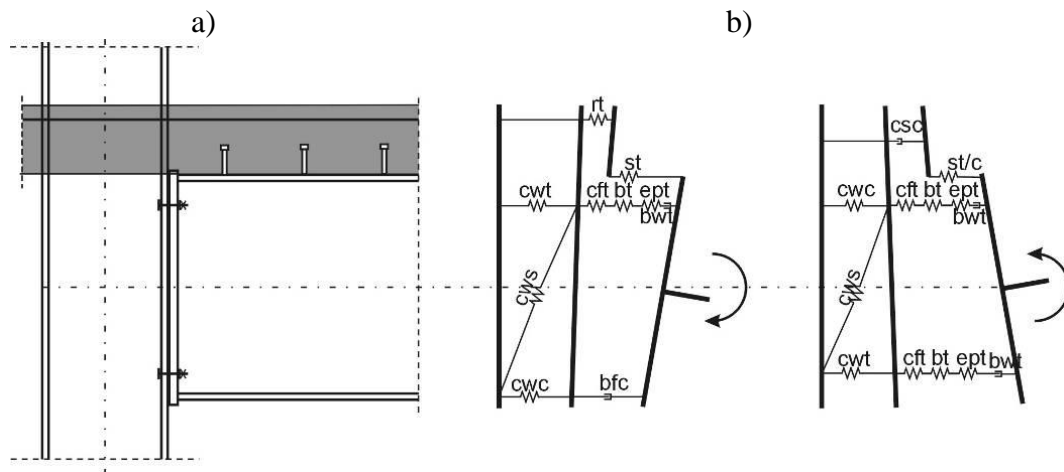 a)
b)
rt
st
cwt
cft bt ept
bwt
cws
cwc
bfc
csc
st/c
cwc
cft bt ept
bwt
cws
cwt
cft bt ept
bwt